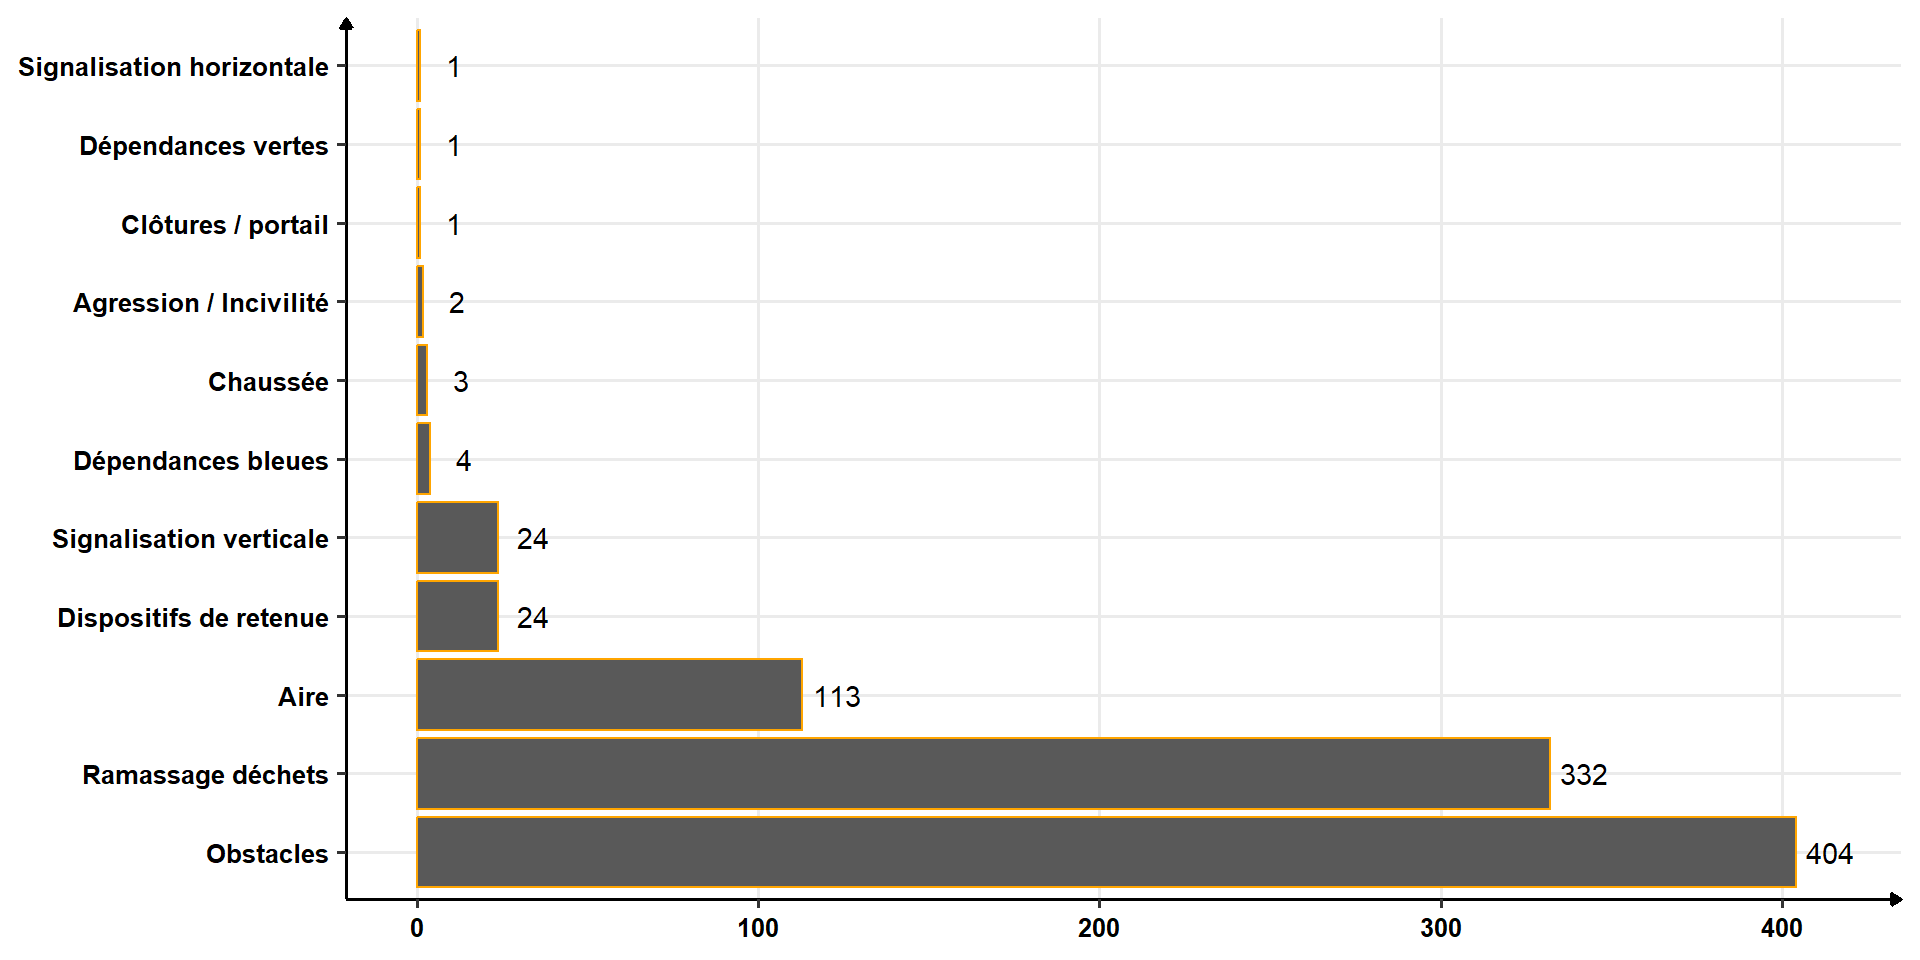 Signalisation horizontale 1
Dépendances vertes 1
Clôtures / portail 1
Agression / Incivilité 2
Chaussée 3
Dépendances bleues 4
Signalisation verticale 24
Dispositifs de retenue 24
Aire 113
Ramassage déchets 332
Obstacles 404
0 100 200 300 400